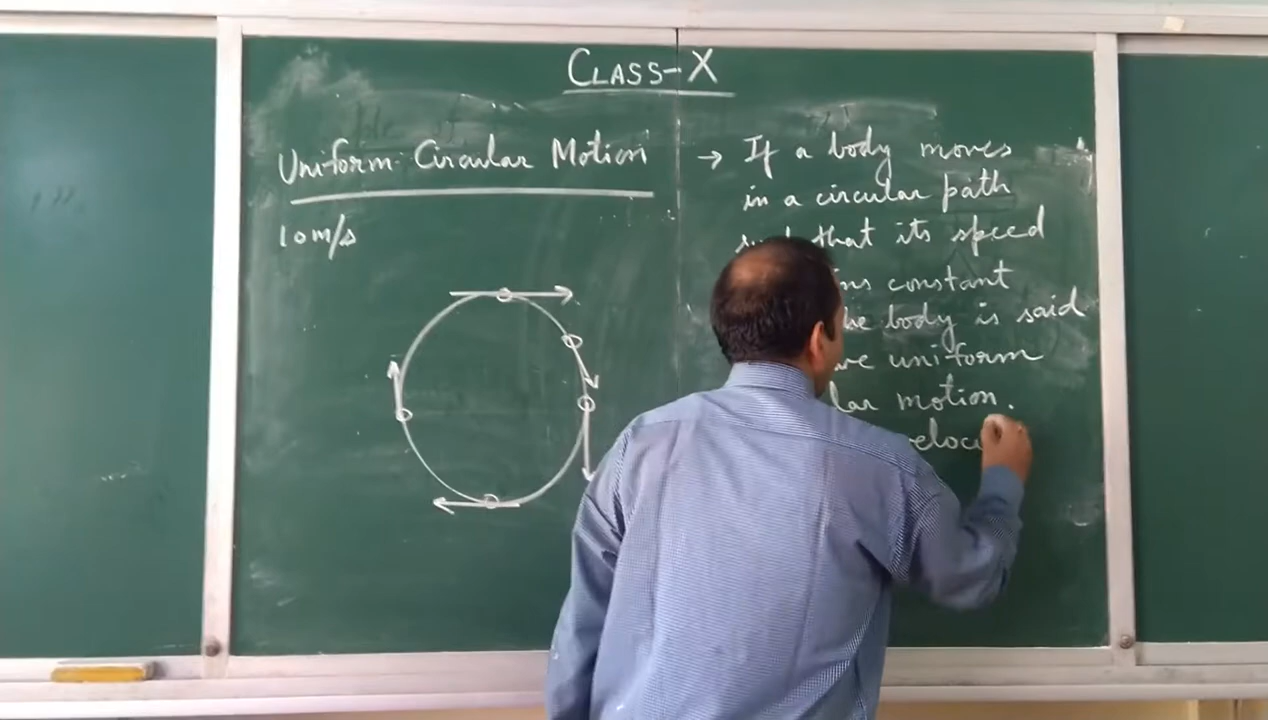 CLASS-X
Uniform Circular Motion
10m/s
→ If a body moves
in a circular path
that its speed
constant
body is said
uniform
motion.